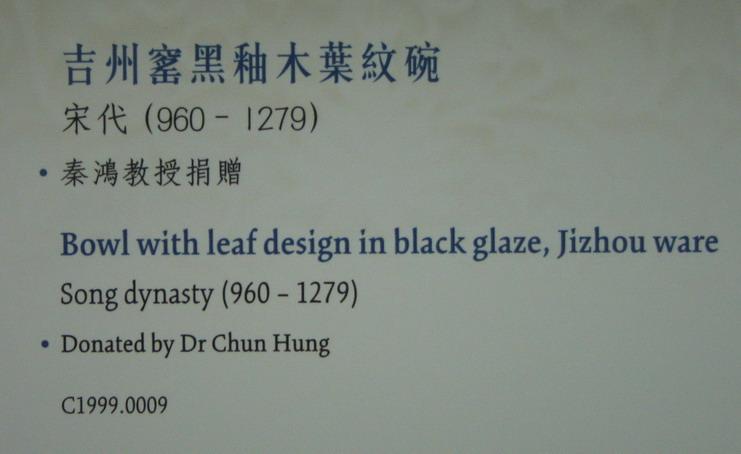 吉州窰黑釉木葉紋碗
宋代 (960 - 1279)
• 秦鴻教授捐贈
Bowl with leaf design in black glaze, Jizhou ware
Song dynasty (960 – 1279)
• Donated by Dr Chun Hung
C1999.0009